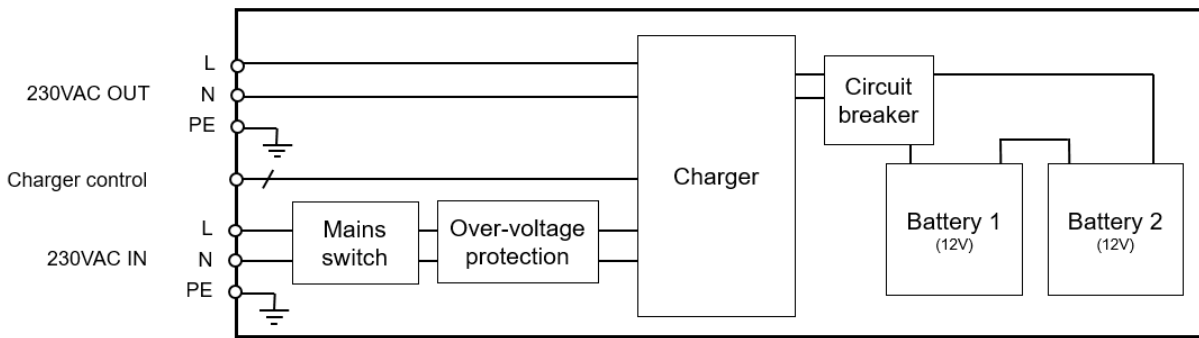 230VAC OUT
L
N
PE
Charger control
230VAC IN
L
N
PE
Mains
switch
Over-voltage
protection
Charger
Circuit
breaker
Battery 1
(12V)
Battery 2
(12V)